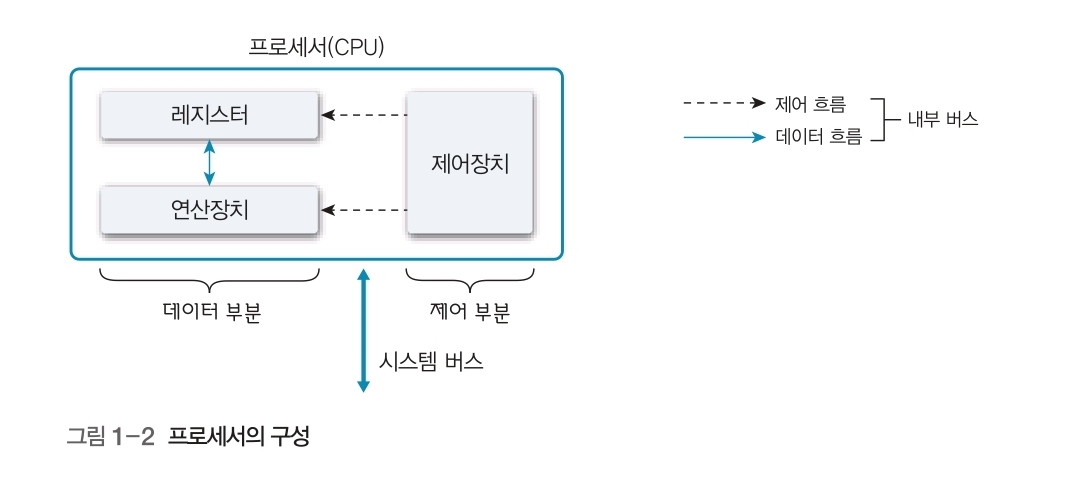 프로세서(CPU)
레지스터
연산장치
제어장치
데이터 부분
제어 부분
시스템 버스
제어 흐름
데이터 흐름
내부 버스
그림 1-2 프로세서의 구성